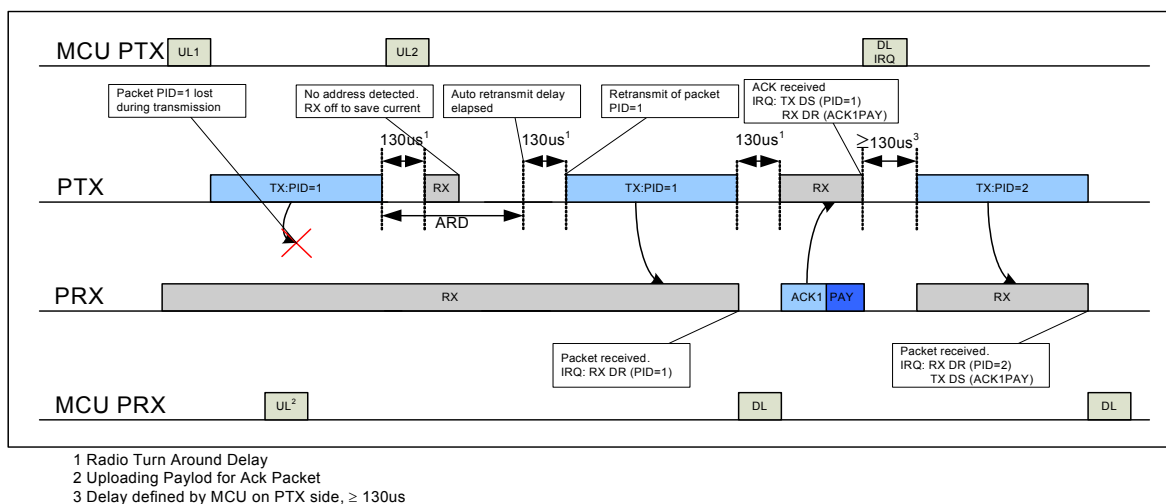 MCU PTX
UL1
UL2
DL
IRQ
Packet PID=1 lost
during transmission
No address detected.
RX off to save current
Auto retransmit delay
elapsed
Retransmit of packet
PID=1
ACK received
IRQ: TX DS (PID=1)
RX DR (ACK1PAY)
130us¹
130us¹
130us¹
≥130us³
PTX
TX:PID=1
RX
TX:PID=1
RX
TX:PID=2
ARD
PRX
RX
ACK1
PAY
RX
Packet received.
IRQ: RX DR (PID=1)
Packet received.
IRQ: RX DR (PID=2)
TX DS (ACK1PAY)
MCU PRX
UL²
DL
DL
1 Radio Turn Around Delay
2 Uploading Paylod for Ack Packet
3 Delay defined by MCU on PTX side, ≥ 130us